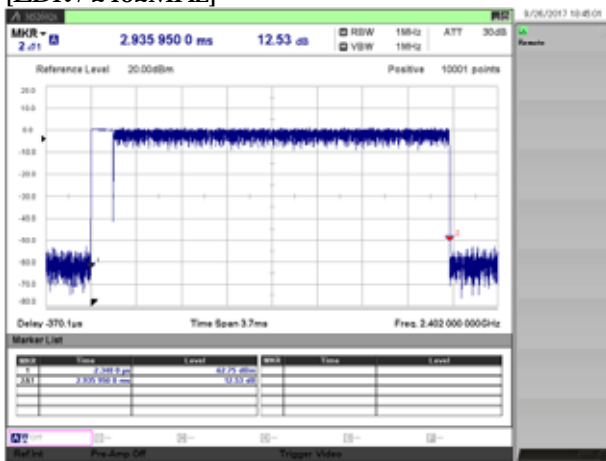 [EDR7 2402MHz]
MKR 2Δ1 2.935 950 0 ms 12.53 dB RBW 1MHz ATT 30dB
VBW 1MHz
9/26/2017 18:45:01
Remote
Reference Level 20.00dBm Positive 10001 points
20.0
10.0
0.0
-10.0
-20.0
-30.0
-40.0
-50.0
-60.0
-70.0
-80.0
Delay -370.1µs Time Span 3.7ms Freq. 2.402 000 000GHz
Marker List
MKR Time Level MKR Time Level
2Δ1 2.935 950 0 ms 12.53 dB
Ref.Int Pre-Amp Off Trigger Video